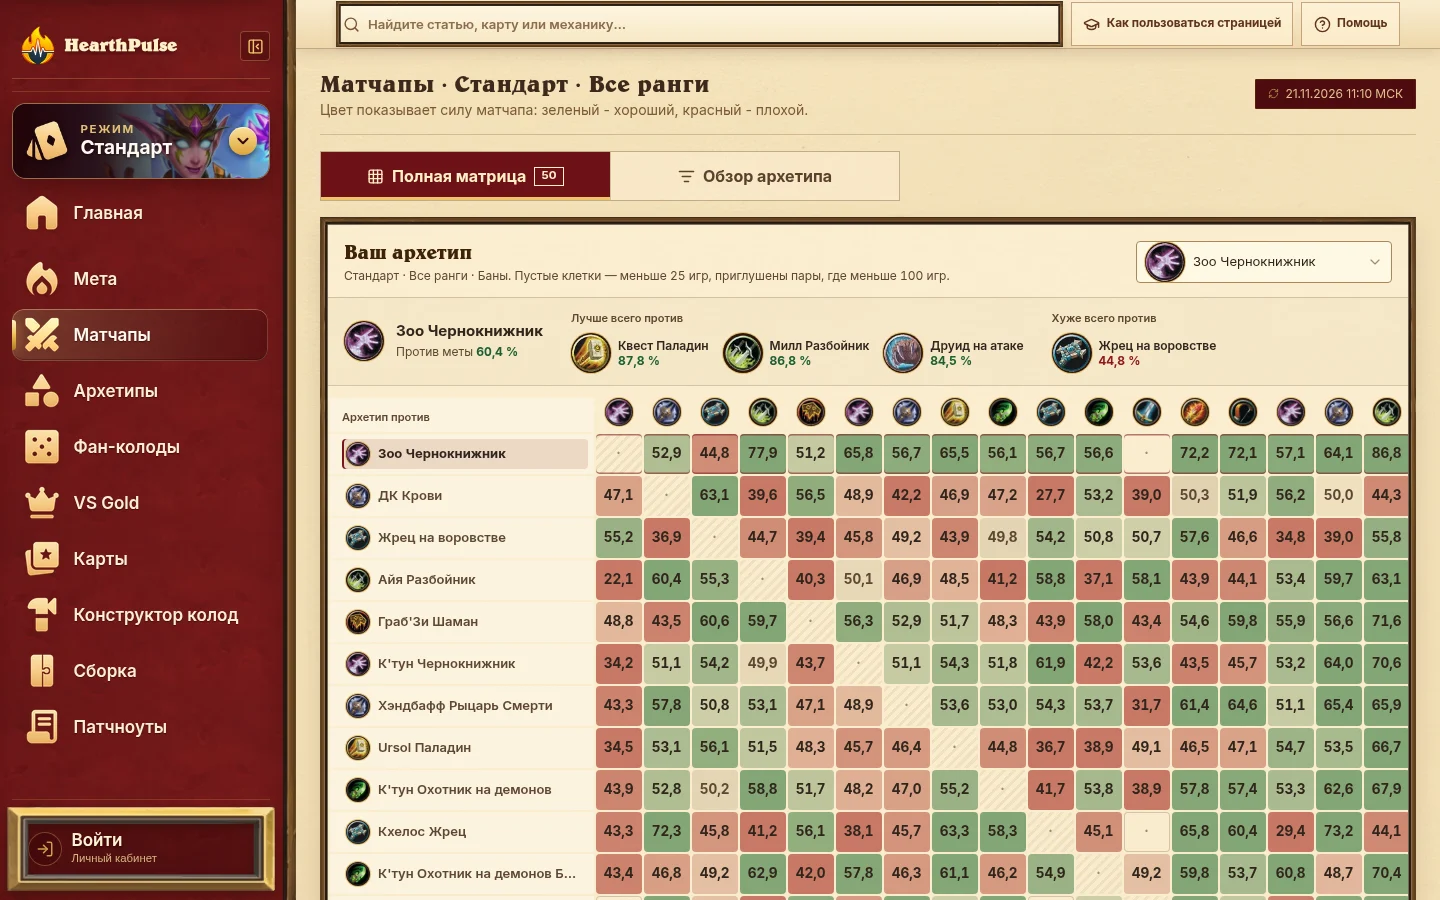 HearthPulse
РЕЖИМ
Стандарт
Главная
Мета
Матчапы
Архетипы
Фан-колоды
VS Gold
Карты
Конструктор колод
Сборка
Патчноуты
Войти
Личный кабинет
Найдите статью, карту или механику...
Как пользоваться страницей
Помощь
Матчапы · Стандарт · Все ранги
Цвет показывает силу матчапа: зеленый - хороший, красный - плохой.
21.11.2026 11:10 МСК
Полная матрица 50
Обзор архетипа
Ваш архетип
Стандарт · Все ранги · Баны. Пустые клетки — меньше 25 игр, приглушены пары, где меньше 100 игр.
Зоо Чернокнижник
Зоо Чернокнижник
Против меты 60,4 %
Лучше всего против
Квест Паладин
87,8 %
Милл Разбойник
86,8 %
Друид на атаке
84,5 %
Хуже всего против
Жрец на воровстве
44,8 %
Архетип против
Зоо Чернокнижник · 52,9 44,8 77,9 51,2 65,8 56,7 65,5 56,1 56,7 56,6 · 72,2 72,1 57,1 64,1 86,8
ДК Крови 47,1 · 63,1 39,6 56,5 48,9 42,2 46,9 47,2 27,7 53,2 39,0 50,3 51,9 56,2 50,0 44,3
Жрец на воровстве 55,2 36,9 · 44,7 39,4 45,8 49,2 43,9 49,8 54,2 50,8 50,7 57,6 46,6 34,8 39,0 55,8
Айя Разбойник 22,1 60,4 55,3 · 40,3 50,1 46,9 48,5 41,2 58,8 37,1 58,1 43,9 44,1 53,4 59,7 63,1
Граб'Зи Шаман 48,8 43,5 60,6 59,7 · 56,3 52,9 51,7 48,3 43,9 58,0 43,4 54,6 59,8 55,9 56,6 71,6
К'тун Чернокнижник 34,2 51,1 54,2 49,9 43,7 · 51,1 54,3 51,8 61,9 42,2 53,6 43,5 45,7 53,2 64,0 70,6
Хэндбафф Рыцарь Смерти 43,3 57,8 50,8 53,1 47,1 48,9 · 53,6 53,0 54,3 53,7 31,7 61,4 64,6 51,1 65,4 65,9
Ursol Паладин 34,5 53,1 56,1 51,5 48,3 45,7 46,4 · 44,8 36,7 38,9 49,1 46,5 47,1 54,7 53,5 66,7
К'тун Охотник на демонов 43,9 52,8 50,2 58,8 51,7 48,2 47,0 55,2 · 41,7 53,8 38,9 57,8 57,4 53,3 62,6 67,9
Кхелос Жрец 43,3 72,3 45,8 41,2 56,1 38,1 45,7 63,3 58,3 · 45,1 · 65,8 60,4 29,4 73,2 44,1
К'тун Охотник на демонов Б... 43,4 46,8 49,2 62,9 42,0 57,8 46,3 61,1 46,2 54,9 · 49,2 59,8 53,7 60,8 48,7 70,4